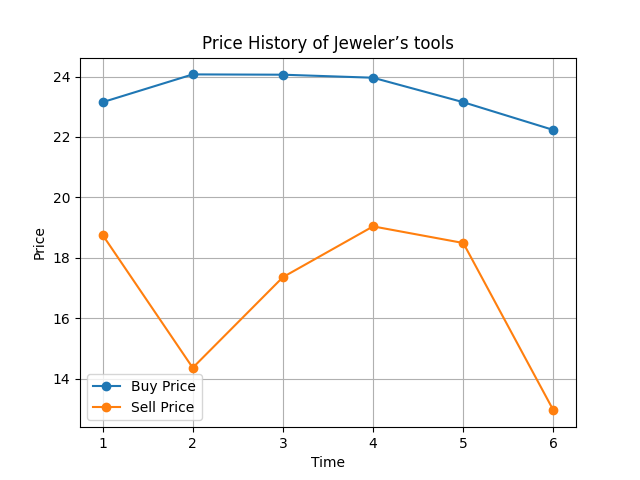 Price History of Jeweler’s tools
Price
24
22
20
18
16
14
Buy Price
Sell Price
1 2 3 4 5 6
Time